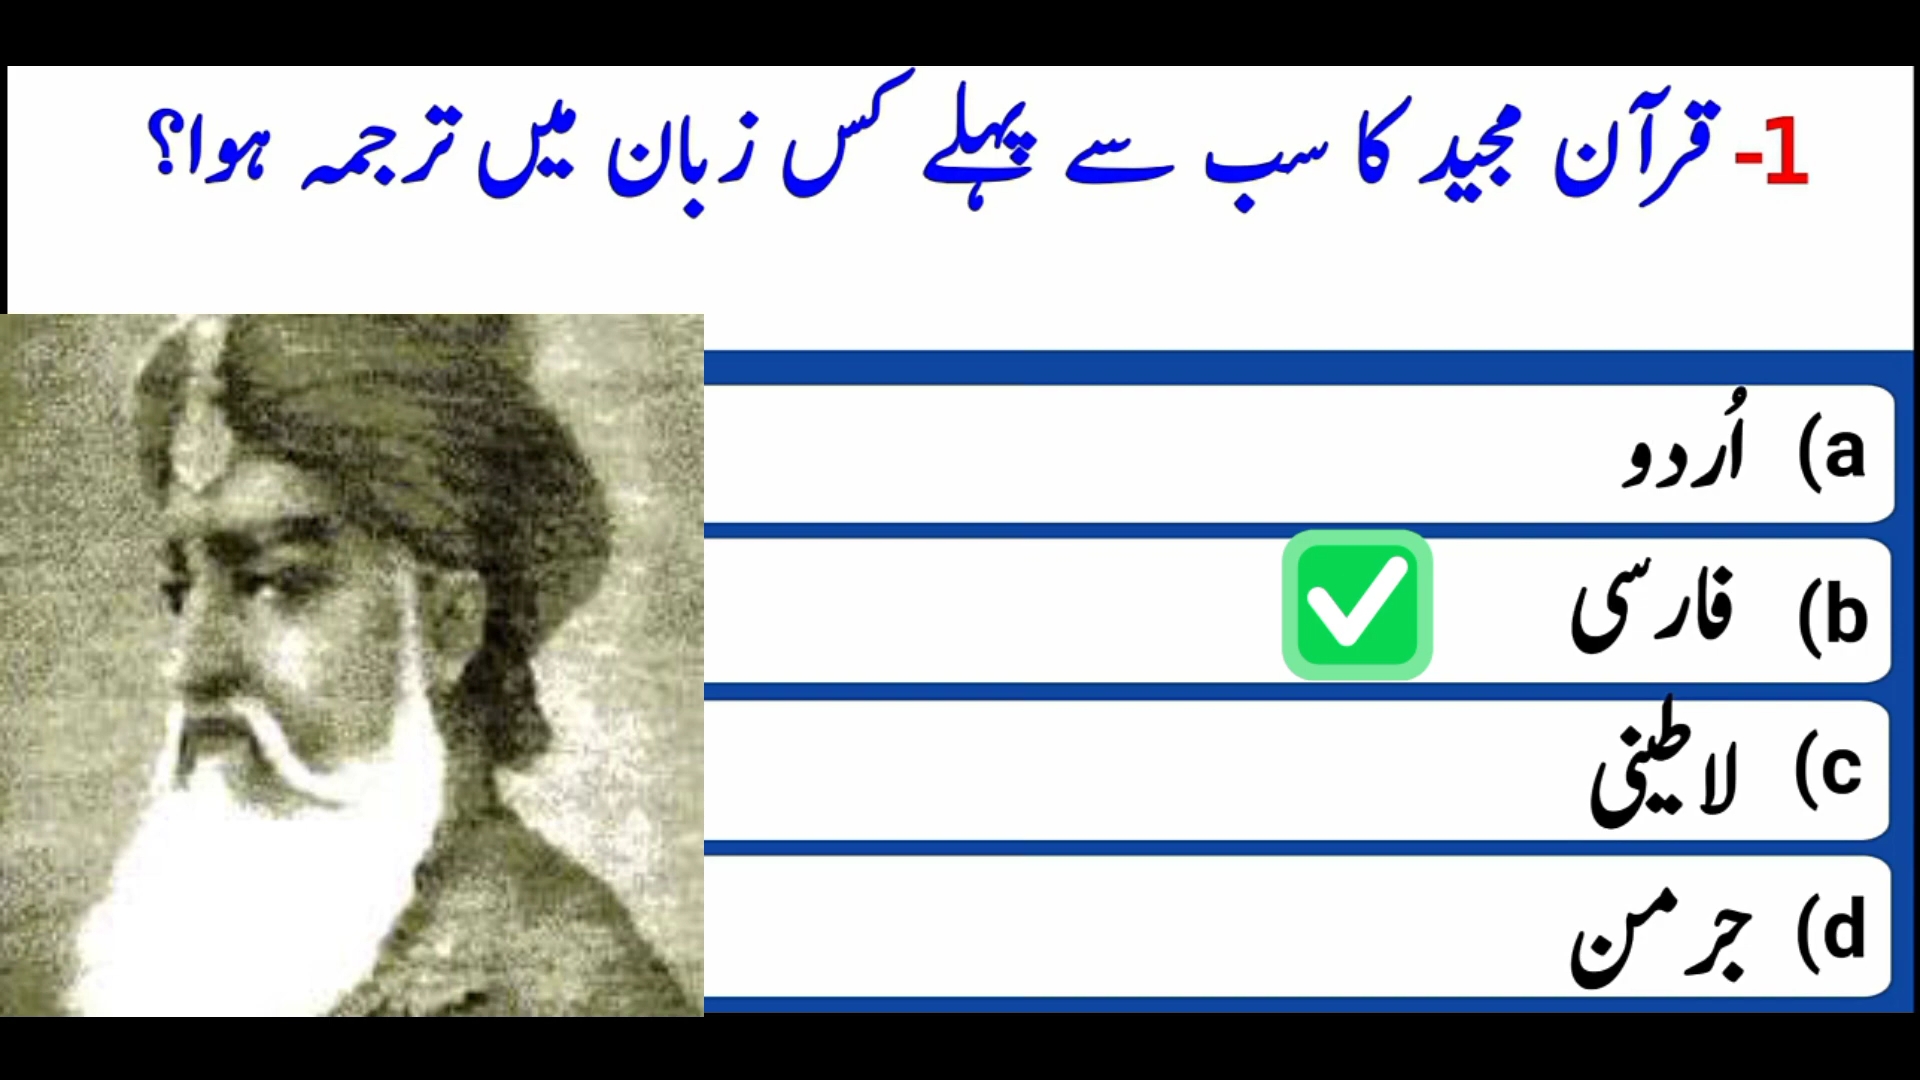 1- قرآن مجید کا سب سے پہلے کس زبان میں ترجمہ ہوا؟
a) اُردو
b) فارسی
c) لاطینی
d) جرمن